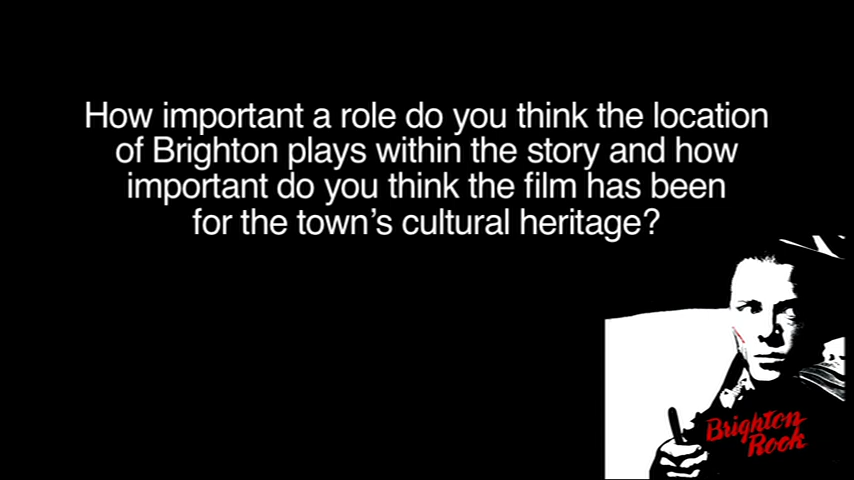 How important a role do you think the location
of Brighton plays within the story and how
important do you think the film has been
for the town's cultural heritage?
Brighton
Rock